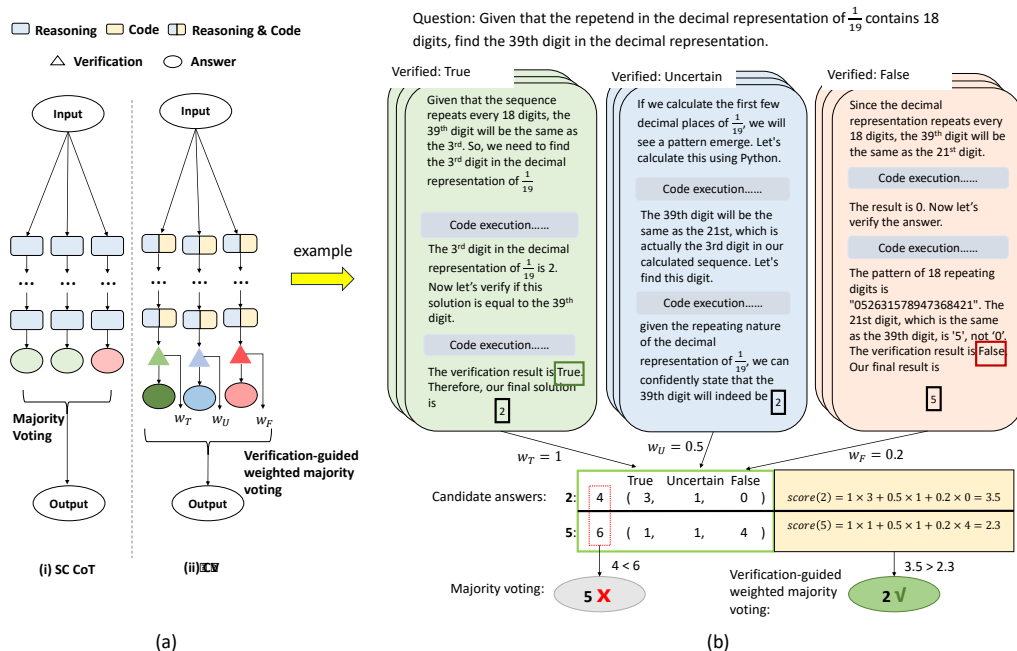 Reasoning
Code
Reasoning & Code
Verification
Answer
Input
Input
...
...
...
...
...
...
w_T
w_U
w_F
Majority
Voting
Verification-guided
weighted majority
voting
Output
Output
(i) SC CoT
(ii)
(a)
example
Question: Given that the repetend in the decimal representation of 1/19 contains 18
digits, find the 39th digit in the decimal representation.
Verified: True
Given that the sequence
repeats every 18 digits, the
39th digit will be the same as
the 3rd. So, we need to find
the 3rd digit in the decimal
representation of 1/19
Code execution......
The 3rd digit in the decimal
representation of 1/19 is 2.
Now let's verify if this
solution is equal to the 39th
digit.
Code execution......
The verification result is True.
Therefore, our final solution
is
2
Verified: Uncertain
If we calculate the first few
decimal places of 1/19, we will
see a pattern emerge. Let's
calculate this using Python.
Code execution......
The 39th digit will be the
same as the 21st, which is
actually the 3rd digit in our
calculated sequence. Let's
find this digit.
Code execution......
given the repeating nature
of the decimal
representation of 1/19, we can
confidently state that the
39th digit will indeed be 2
Verified: False
Since the decimal
representation repeats every
18 digits, the 39th digit will be
the same as the 21st digit.
Code execution......
The result is 0. Now let's
verify the answer.
Code execution......
The pattern of 18 repeating
digits is
"052631578947368421". The
21st digit, which is the same
as the 39th digit, is '5', not '0'.
The verification result is False.
Our final result is
5
w_T = 1
w_U = 0.5
w_F = 0.2
True Uncertain False
Candidate answers: 2: 4 ( 3, 1, 0 )
score(2) = 1 × 3 + 0.5 × 1 + 0.2 × 0 = 3.5
5: 6 ( 1, 1, 4 )
score(5) = 1 × 1 + 0.5 × 1 + 0.2 × 4 = 2.3
4 < 6
3.5 > 2.3
Majority voting: 5 X
Verification-guided
weighted majority
voting:
2 √
(b)